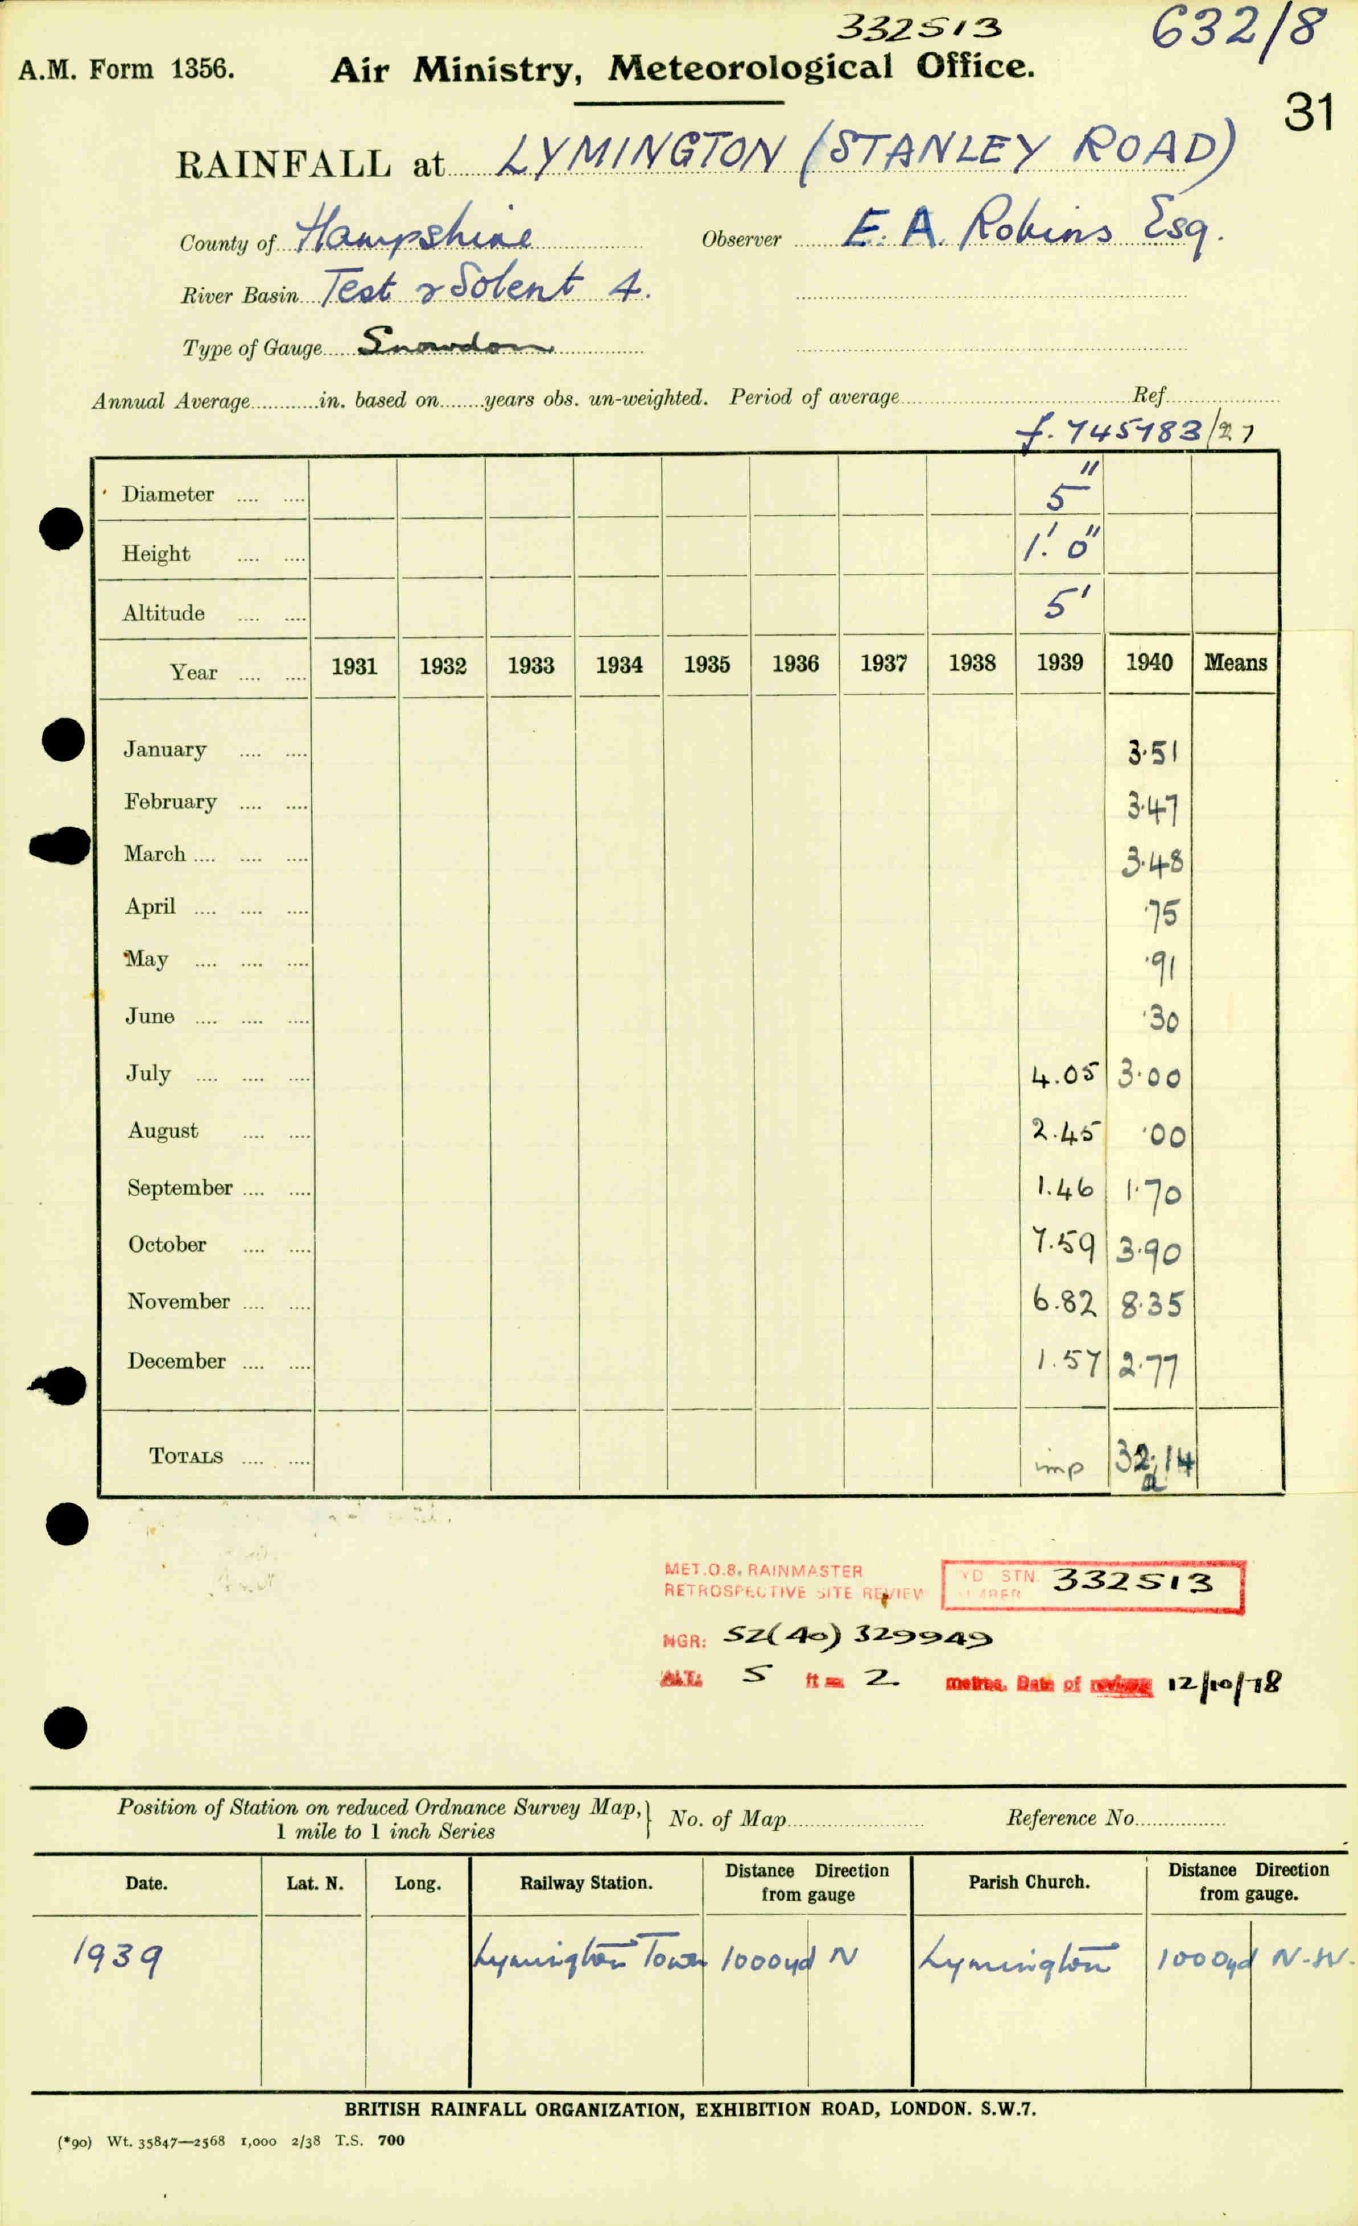 332513
632/8
A.M. Form 1356. Air Ministry, Meteorological Office.
31
RAINFALL at LYMINGTON (STANLEY ROAD)
County of Hampshire Observer E. A. Robins Esq.
River Basin Test & Solent 4.
Type of Gauge Snowdon
Annual Average............in. based on........years obs. un-weighted. Period of average Ref
f. 745783/27
Diameter .... .... 5"
Height .... .... 1' 0"
Altitude .... .... 5'
Year .... .... 1931 1932 1933 1934 1935 1936 1937 1938 1939 1940 Means
January .... .... 3.51
February .... .... 3.47
March .... .... .... 3.48
April .... .... .... .75
May .... .... .... .91
June .... .... .... .30
July .... .... .... 4.05 3.00
August .... .... 2.45 .00
September .... .... 1.46 1.70
October .... .... 7.59 3.90
November .... .... 6.82 8.35
December .... .... 1.57 2.77
TOTALS .... .... imp 32.14
a
MET.O.8. RAINMASTER
RETROSPECTIVE SITE REVIEW
STN. 332513
NGR: SZ(40) 329949
ALT: 5 ft = 2 metres. Date of review 12/10/78
Position of Station on reduced Ordnance Survey Map, } No. of Map Reference No.
1 mile to 1 inch Series
Date. Lat. N. Long. Railway Station. Distance Direction from gauge Parish Church. Distance Direction from gauge.
1939 Lymington Town 1000yd N Lymington 1000yd N-W.
BRITISH RAINFALL ORGANIZATION, EXHIBITION ROAD, LONDON. S.W.7.
(*90) Wt. 35847—2568 1,000 2/38 T.S. 700